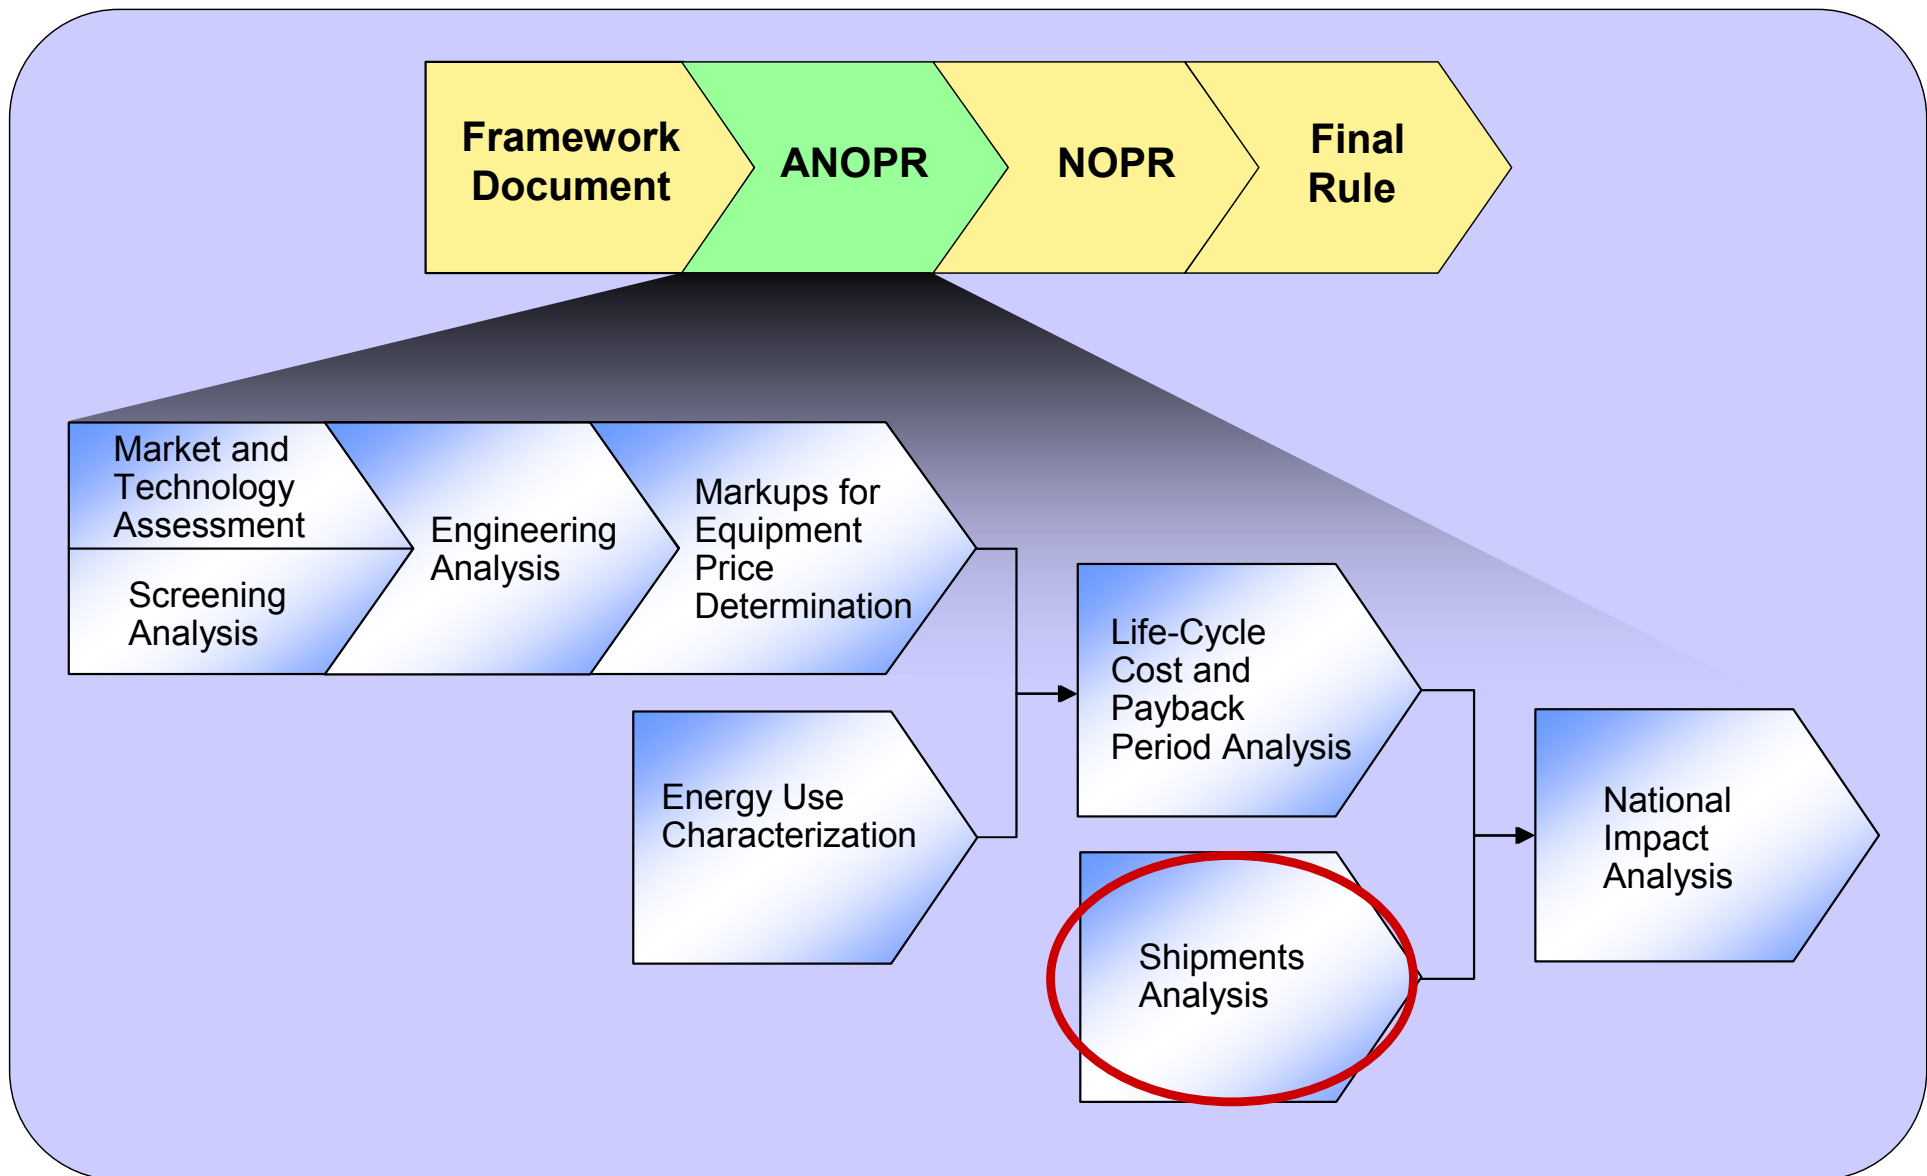 Framework
Document
ANOPR
NOPR
Final
Rule
Market and
Technology
Assessment
Screening
Analysis
Engineering
Analysis
Markups for
Equipment
Price
Determination
Energy Use
Characterization
Life-Cycle
Cost and
Payback
Period Analysis
Shipments
Analysis
National
Impact
Analysis